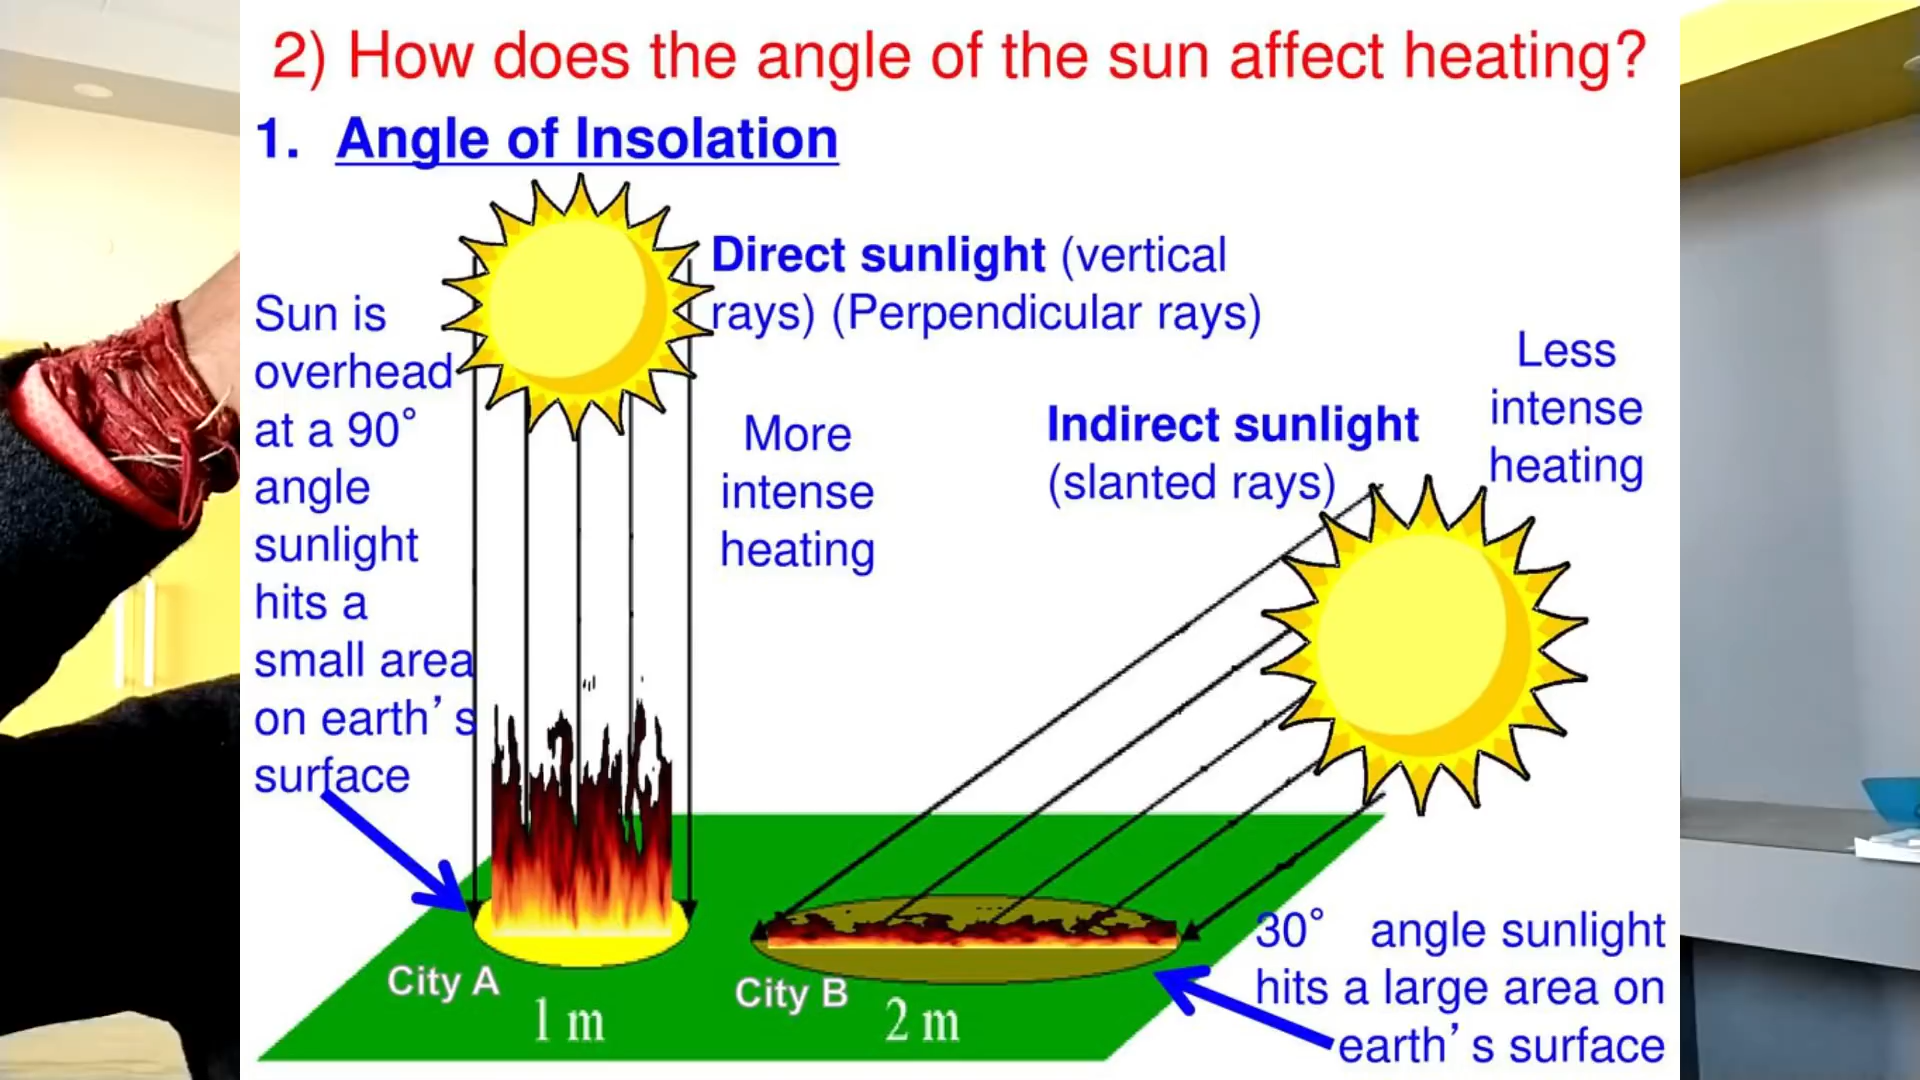 2) How does the angle of the sun affect heating?
1. Angle of Insolation
Direct sunlight (vertical
rays) (Perpendicular rays)
Sun is
overhead
at a 90°
angle
sunlight
hits a
small area
on earth’s
surface
More
intense
heating
Indirect sunlight
(slanted rays)
Less
intense
heating
City A
1 m
City B
2 m
30° angle sunlight
hits a large area on
earth’s surface